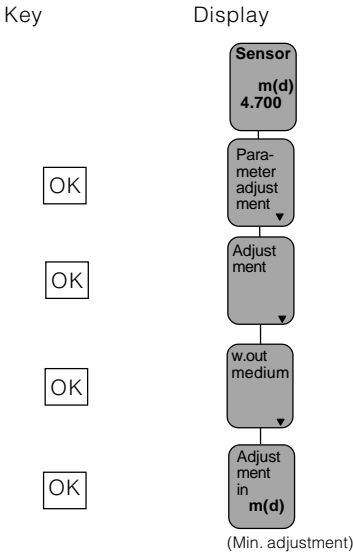 Key Display
Sensor
m(d)
4.700
Para-
meter
adjust
ment
OK
Adjust
ment
OK
w.out
medium
OK
Adjust
ment
in
m(d)
OK
(Min. adjustment)